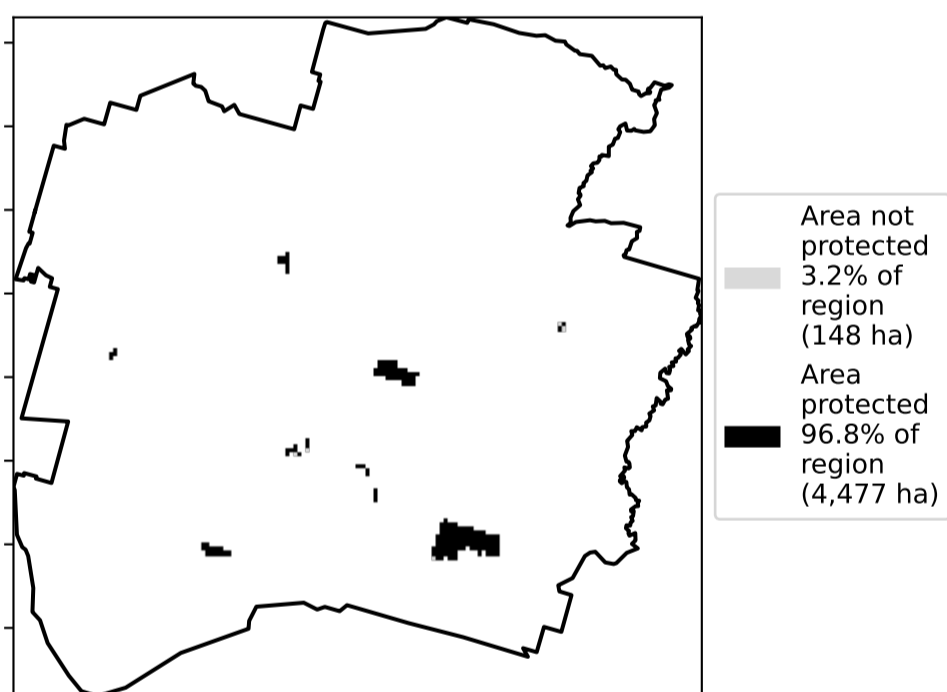 Area not
protected
3.2% of
region
(148 ha)
Area
protected
96.8% of
region
(4,477 ha)